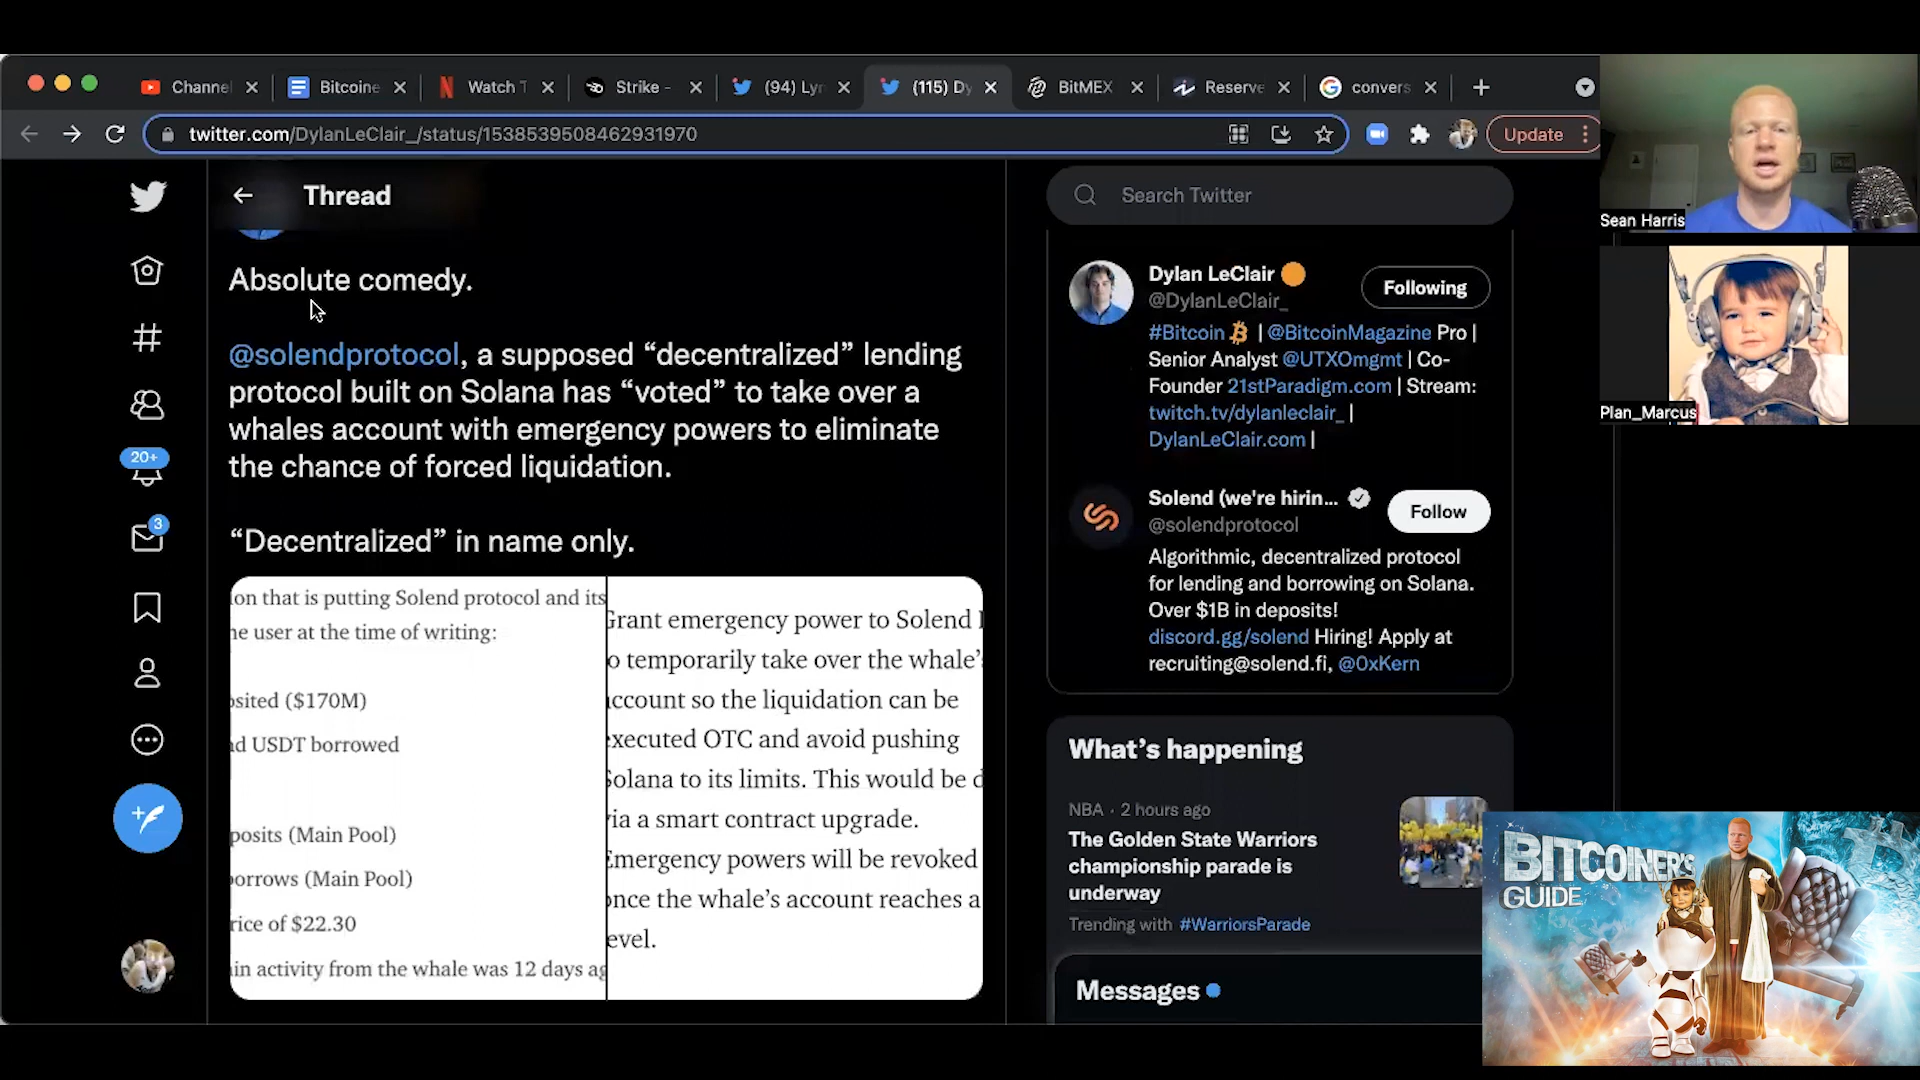 Channel
Bitcoine
Watch T
Strike -
(94) Lyn
(115) Dy
BitMEX
Reserve
convers
twitter.com/DylanLeClair_/status/1538539508462931970
Update
Sean Harris
Plan_Marcus
Thread
Search Twitter
Absolute comedy.
@solendprotocol, a supposed “decentralized” lending
protocol built on Solana has “voted” to take over a
whales account with emergency powers to eliminate
the chance of forced liquidation.
“Decentralized” in name only.
20+
3
ion that is putting Solend protocol and its
ne user at the time of writing:
osited ($170M)
nd USDT borrowed
posits (Main Pool)
orrows (Main Pool)
rice of $22.30
in activity from the whale was 12 days ag
Grant emergency power to Solend
o temporarily take over the whale’s
account so the liquidation can be
executed OTC and avoid pushing
Solana to its limits. This would be d
via a smart contract upgrade.
Emergency powers will be revoked
once the whale’s account reaches a
evel.
Dylan LeClair
@DylanLeClair_
Following
#Bitcoin | @BitcoinMagazine Pro |
Senior Analyst @UTXOmgmt | Co-
Founder 21stParadigm.com | Stream:
twitch.tv/dylanleclair_ |
DylanLeClair.com |
Solend (we're hirin...
@solendprotocol
Follow
Algorithmic, decentralized protocol
for lending and borrowing on Solana.
Over $1B in deposits!
discord.gg/solend Hiring! Apply at
recruiting@solend.fi, @0xKern
What’s happening
NBA · 2 hours ago
The Golden State Warriors
championship parade is
underway
Trending with #WarriorsParade
Messages
BITCOINER'S
GUIDE